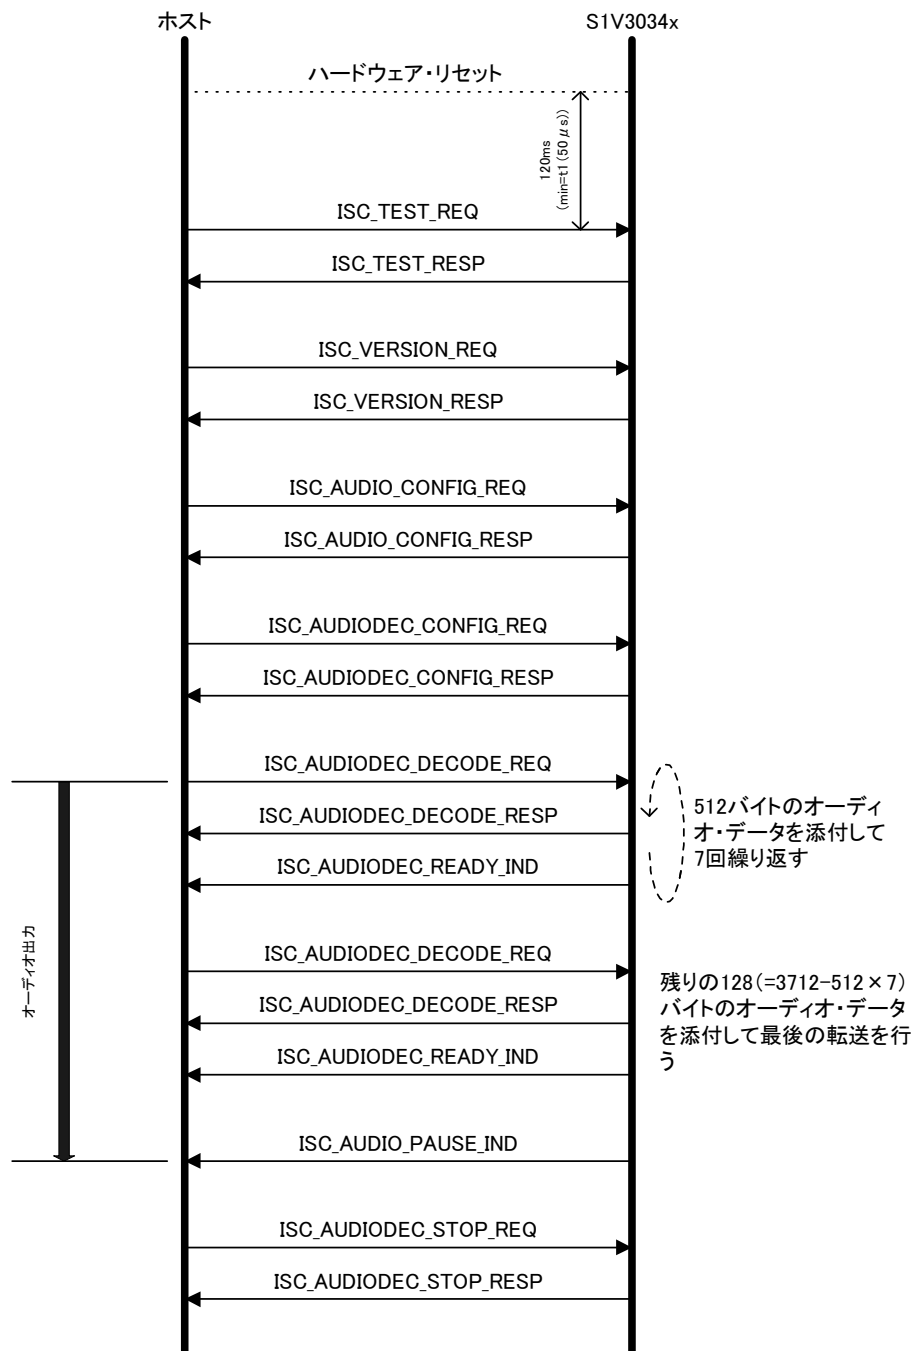 ホスト
S1V3034x
ハードウェア・リセット
120ms
(min=t1(50μs))
ISC_TEST_REQ
ISC_TEST_RESP
ISC_VERSION_REQ
ISC_VERSION_RESP
ISC_AUDIO_CONFIG_REQ
ISC_AUDIO_CONFIG_RESP
ISC_AUDIODEC_CONFIG_REQ
ISC_AUDIODEC_CONFIG_RESP
ISC_AUDIODEC_DECODE_REQ
ISC_AUDIODEC_DECODE_RESP
ISC_AUDIODEC_READY_IND
512バイトのオーディ
オ・データを添付して
7回繰り返す
オーディオ出力
ISC_AUDIODEC_DECODE_REQ
ISC_AUDIODEC_DECODE_RESP
ISC_AUDIODEC_READY_IND
残りの128(=3712-512×7)
バイトのオーディオ・データ
を添付して最後の転送を行
う
ISC_AUDIO_PAUSE_IND
ISC_AUDIODEC_STOP_REQ
ISC_AUDIODEC_STOP_RESP